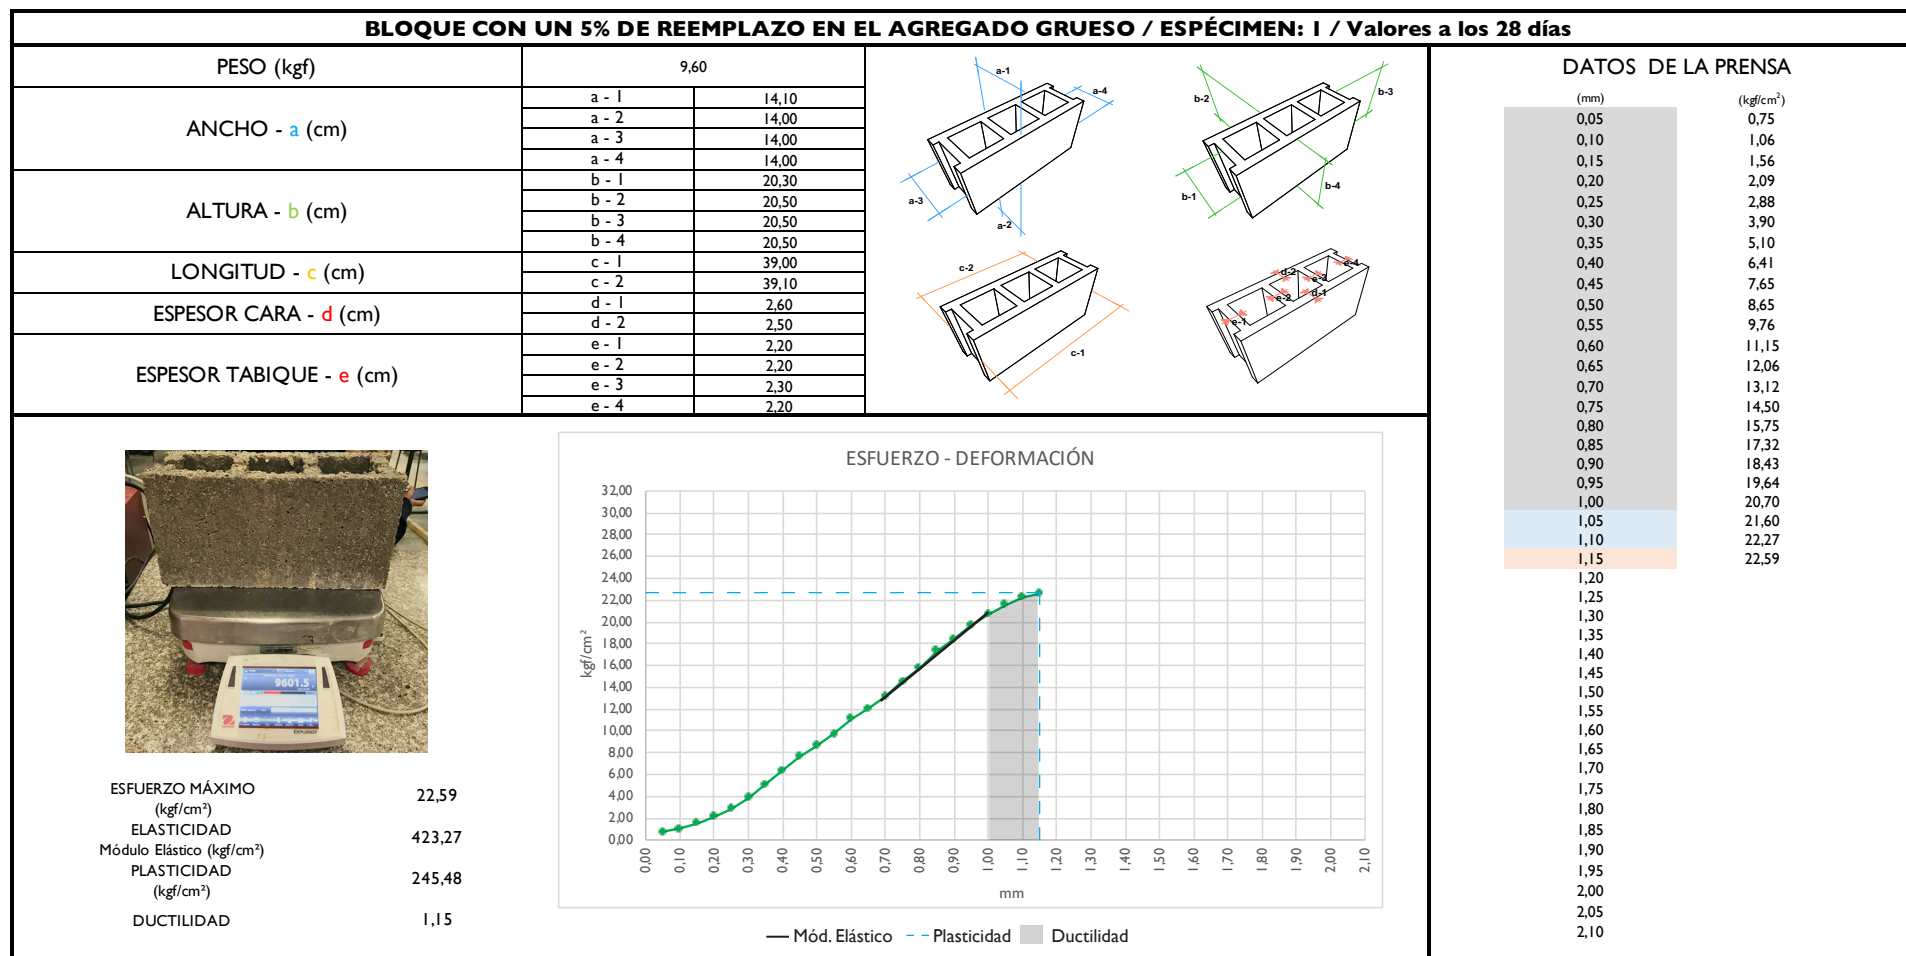 BLOQUE CON UN 5% DE REEMPLAZO EN EL AGREGADO GRUESO / ESPÉCIMEN: 1 / Valores a los 28 días
PESO (kgf) 9,60
ANCHO - a (cm)
a - 1 14,10
a - 2 14,00
a - 3 14,00
a - 4 14,00
ALTURA - b (cm)
b - 1 20,30
b - 2 20,50
b - 3 20,50
b - 4 20,50
LONGITUD - c (cm)
c - 1 39,00
c - 2 39,10
ESPESOR CARA - d (cm)
d - 1 2,60
d - 2 2,50
ESPESOR TABIQUE - e (cm)
e - 1 2,20
e - 2 2,20
e - 3 2,30
e - 4 2,20
a-1
a-4
a-3
a-2
b-2
b-3
b-1
b-4
c-2
c-1
d-2
e-4
e-3
e-2
d-1
e-1
DATOS DE LA PRENSA
(mm) (kgf/cm²)
0,05 0,75
0,10 1,06
0,15 1,56
0,20 2,09
0,25 2,88
0,30 3,90
0,35 5,10
0,40 6,41
0,45 7,65
0,50 8,65
0,55 9,76
0,60 11,15
0,65 12,06
0,70 13,12
0,75 14,50
0,80 15,75
0,85 17,32
0,90 18,43
0,95 19,64
1,00 20,70
1,05 21,60
1,10 22,27
1,15 22,59
1,20
1,25
1,30
1,35
1,40
1,45
1,50
1,55
1,60
1,65
1,70
1,75
1,80
1,85
1,90
1,95
2,00
2,05
2,10
9601.5
EXPLORER
ESFUERZO MÁXIMO
(kgf/cm²) 22,59
ELASTICIDAD
Módulo Elástico (kgf/cm²) 423,27
PLASTICIDAD
(kgf/cm²) 245,48
DUCTILIDAD 1,15
ESFUERZO - DEFORMACIÓN
kgf/cm²
32,00
30,00
28,00
26,00
24,00
22,00
20,00
18,00
16,00
14,00
12,00
10,00
8,00
6,00
4,00
2,00
0,00
0,00 0,10 0,20 0,30 0,40 0,50 0,60 0,70 0,80 0,90 1,00 1,10 1,20 1,30 1,40 1,50 1,60 1,70 1,80 1,90 2,00 2,10
mm
Mód. Elástico Plasticidad Ductilidad